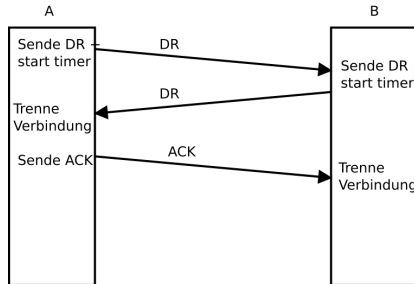 A
B
Sende DR
start timer
DR
Sende DR
start timer
DR
Trenne
Verbindung
Sende ACK
ACK
Trenne
Verbindung